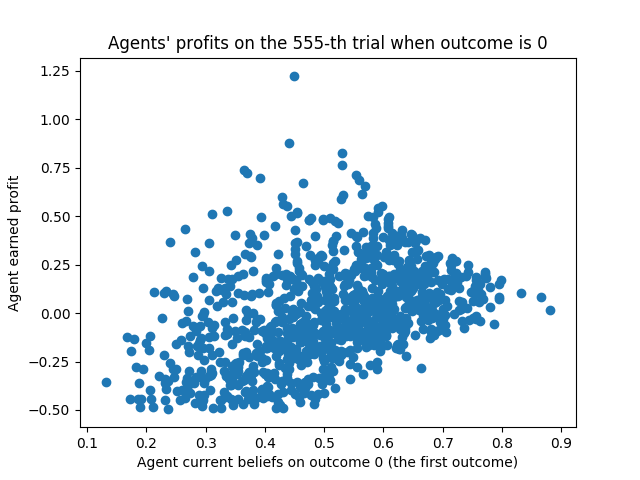 Agents' profits on the 555-th trial when outcome is 0
Agent earned profit
1.25
1.00
0.75
0.50
0.25
0.00
−0.25
−0.50
0.1 0.2 0.3 0.4 0.5 0.6 0.7 0.8 0.9
Agent current beliefs on outcome 0 (the first outcome)